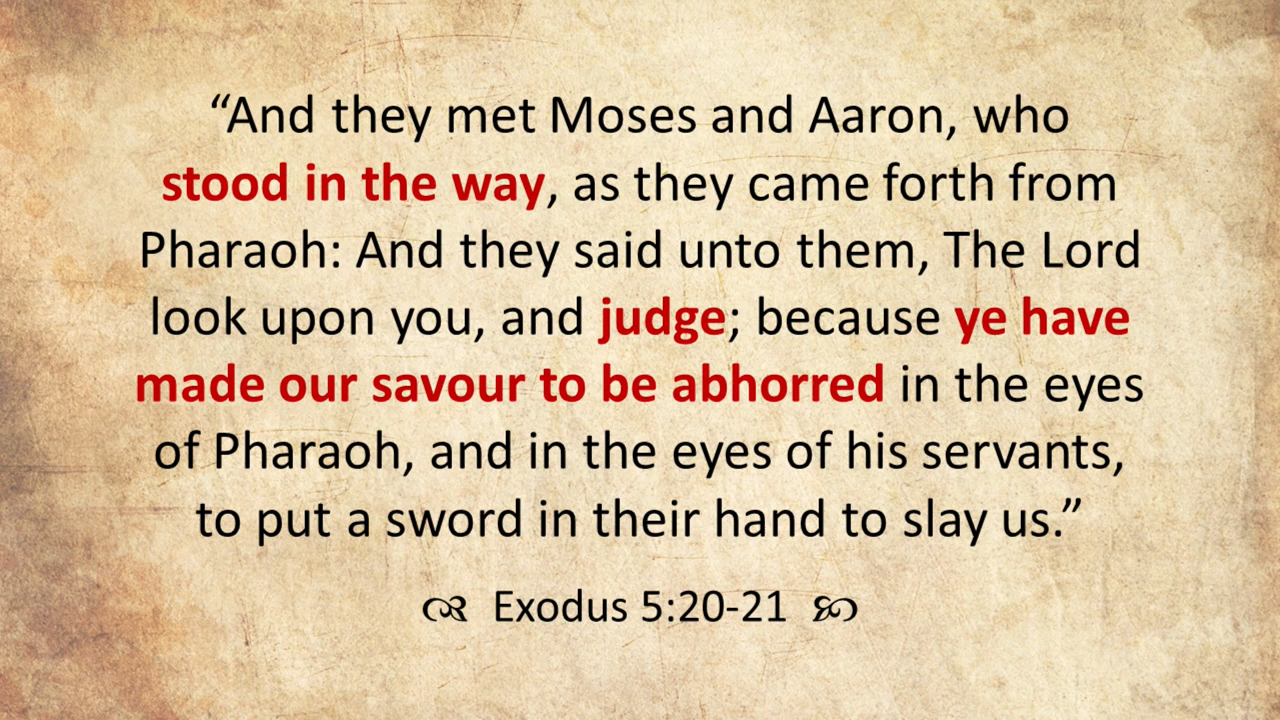 “And they met Moses and Aaron, who
stood in the way, as they came forth from
Pharaoh: And they said unto them, The Lord
look upon you, and judge; because ye have
made our savour to be abhorred in the eyes
of Pharaoh, and in the eyes of his servants,
to put a sword in their hand to slay us.”
Exodus 5:20-21